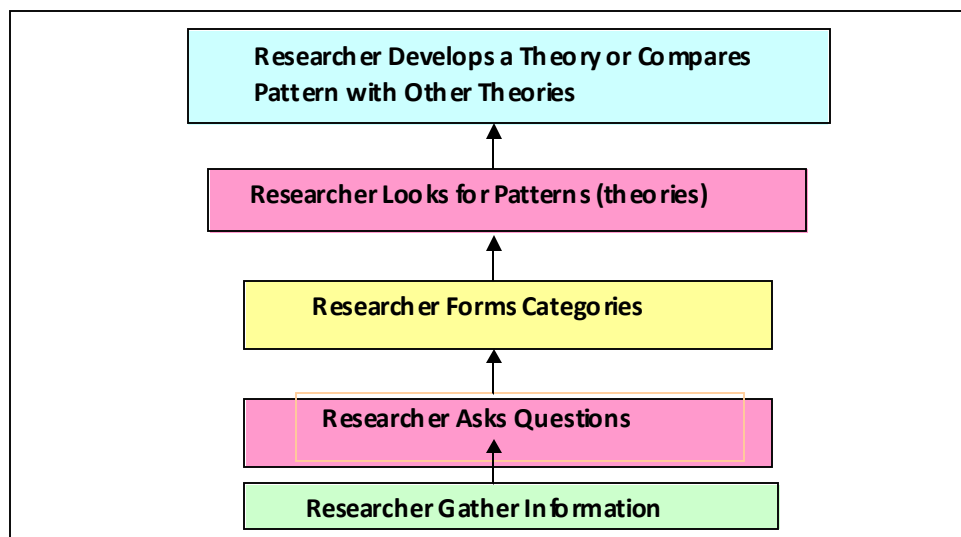 Researcher Develops a Theory or Compares
Pattern with Other Theories
Researcher Looks for Patterns (theories)
Researcher Forms Categories
Researcher Asks Questions
Researcher Gather Information